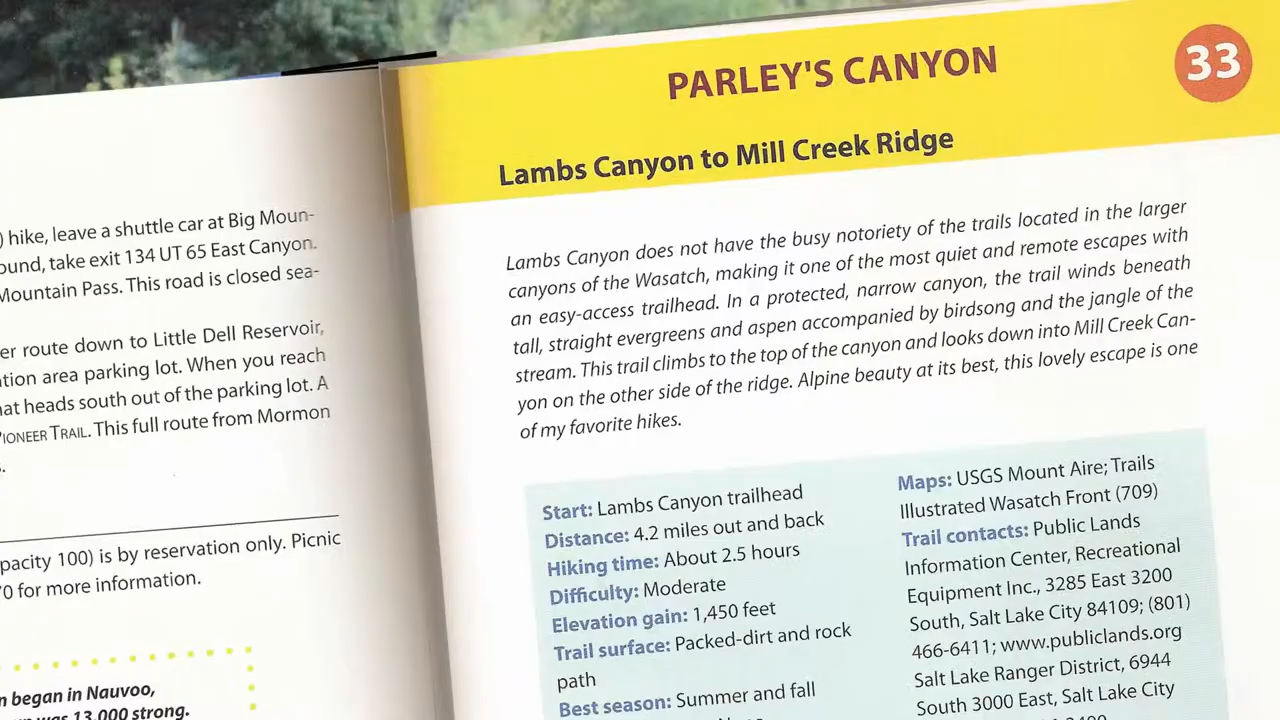 ) hike, leave a shuttle car at Big Moun-
ound, take exit 134 UT 65 East Canyon.
Mountain Pass. This road is closed sea-
er route down to Little Dell Reservoir,
tion area parking lot. When you reach
hat heads south out of the parking lot. A
PIONEER TRAIL. This full route from Mormon
pacity 100) is by reservation only. Picnic
70 for more information.
n began in Nauvoo,
was 13,000 strong.
PARLEY'S CANYON
33
Lambs Canyon to Mill Creek Ridge
Lambs Canyon does not have the busy notoriety of the trails located in the larger
canyons of the Wasatch, making it one of the most quiet and remote escapes with
an easy-access trailhead. In a protected, narrow canyon, the trail winds beneath
tall, straight evergreens and aspen accompanied by birdsong and the jangle of the
stream. This trail climbs to the top of the canyon and looks down into Mill Creek Can-
yon on the other side of the ridge. Alpine beauty at its best, this lovely escape is one
of my favorite hikes.
Start: Lambs Canyon trailhead
Distance: 4.2 miles out and back
Hiking time: About 2.5 hours
Difficulty: Moderate
Elevation gain: 1,450 feet
Trail surface: Packed-dirt and rock
path
Best season: Summer and fall
Maps: USGS Mount Aire; Trails
Illustrated Wasatch Front (709)
Trail contacts: Public Lands
Information Center, Recreational
Equipment Inc., 3285 East 3200
South, Salt Lake City 84109; (801)
466-6411; www.publiclands.org
Salt Lake Ranger District, 6944
South 3000 East, Salt Lake City